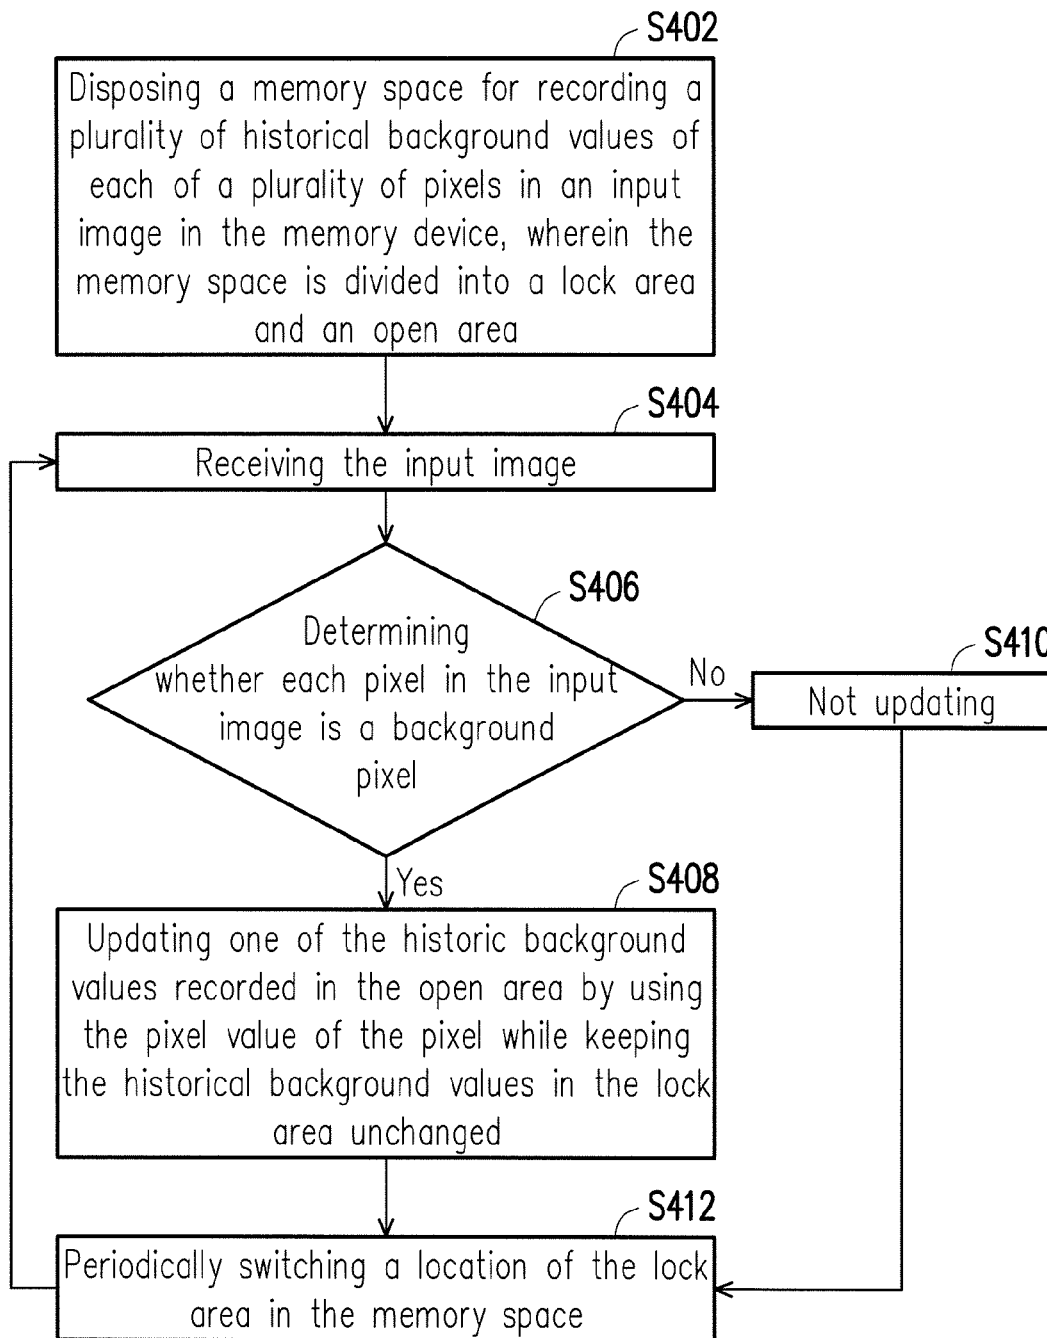 S402
Disposing a memory space for recording a
plurality of historical background values of
each of a plurality of pixels in an input
image in the memory device, wherein the
memory space is divided into a lock area
and an open area
S404
Receiving the input image
S406
Determining
whether each pixel in the input
image is a background
pixel
No
S410
Not updating
Yes
S408
Updating one of the historic background
values recorded in the open area by using
the pixel value of the pixel while keeping
the historical background values in the lock
area unchanged
S412
Periodically switching a location of the lock
area in the memory space